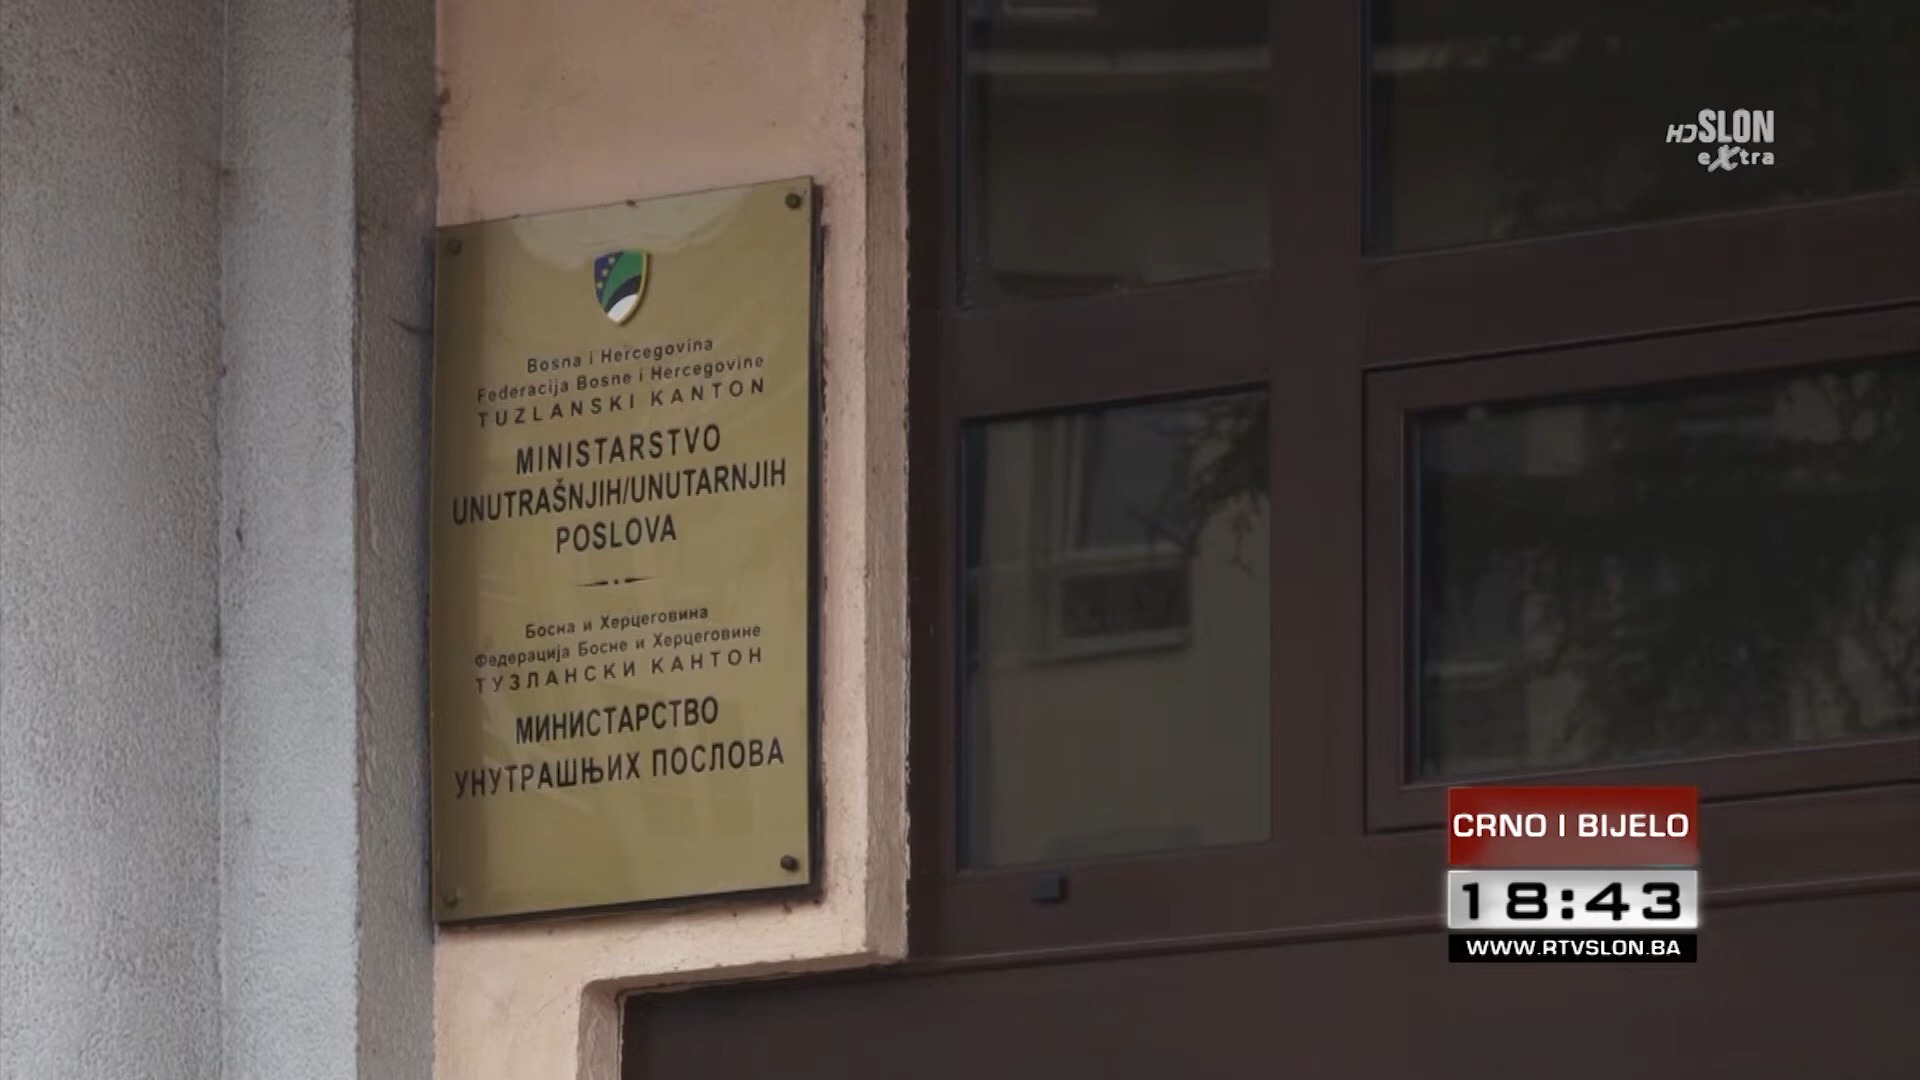 HD SLON
extra
Bosna i Hercegovina
Federacija Bosne i Hercegovine
TUZLANSKI KANTON
MINISTARSTVO
UNUTRAŠNJIH/UNUTARNJIH
POSLOVA
Босна и Херцеговина
Федерација Босне и Херцеговине
ТУЗЛАНСКИ КАНТОН
МИНИСТАРСТВО
УНУТРАШЊИХ ПОСЛОВА
CRNO I BIJELO
18:43
WWW.RTVSLON.BA